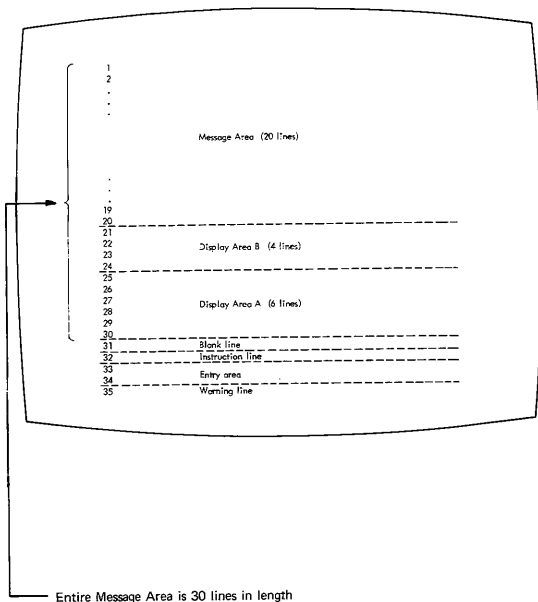 1
2
.
.
.
Message Area (20 lines)
.
.
.
19
20
21
22 Display Area B (4 lines)
23
24
25
26
27 Display Area A (6 lines)
28
29
30
31 Blank line
32 Instruction line
33
Entry area
34
35 Warning line
Entire Message Area is 30 lines in length